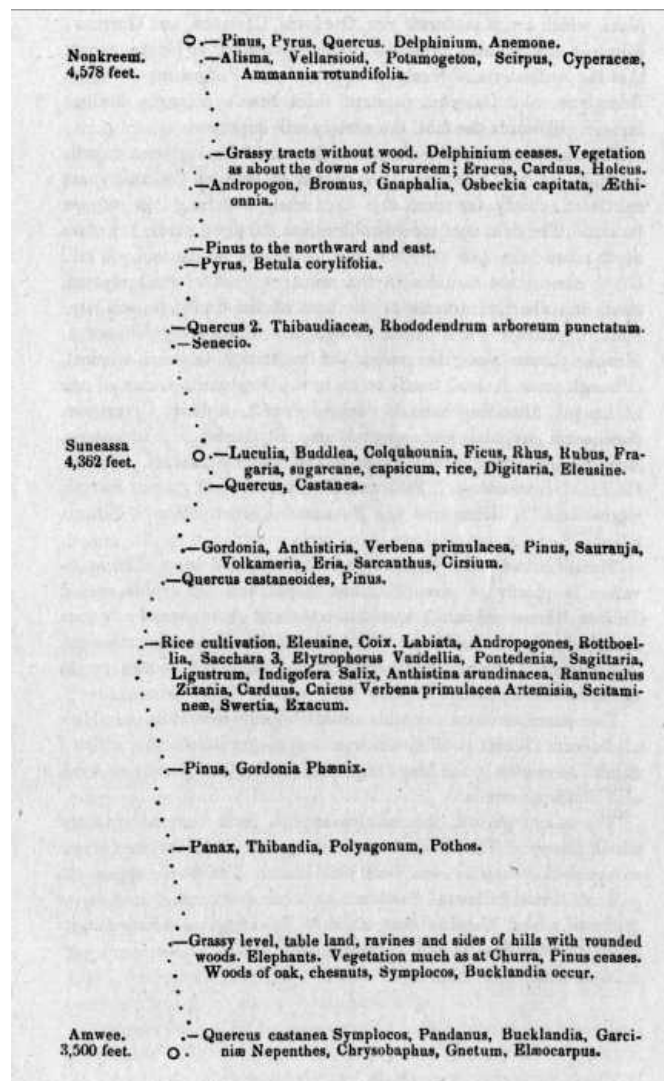 O.—Pinus, Pyrus, Quercus. Delphinium, Anemone.
Nonkreem. .—Alisma, Vellarsioid, Potamogeton, Scirpus, Cyperaceæ,
4,578 feet. Ammannia rotundifolia.
.—Grassy tracts without wood. Delphinium ceases. Vegetation
as about the downs of Surureem; Erucus, Carduus, Holcus.
.—Andropogon, Bromus, Gnaphalia, Osbeckia capitata, Æthi-
onnia.
.—Pinus to the northward and east.
.—Pyrus, Betula corylifolia.
.—Quercus 2. Thibaudiaceæ, Rhododendrum arboreum punctatum.
.—Senecio.
Suneassa O.—Luculia, Buddlea, Colquhounia, Ficus, Rhus, Rubus, Fra-
4,362 feet. garia, sugarcane, capsicum, rice, Digitaria, Eleusine.
.—Quercus, Castanea.
.—Gordonia, Anthistiria, Verbena primulacea, Pinus, Saurauja,
Volkameria, Eria, Sarcanthus, Cirsium.
.—Quercus castaneoides, Pinus.
.—Rice cultivation, Eleusine, Coix. Labiata, Andropogones, Rottboel-
lia, Sacchara 3, Elytrophorus Vandellia, Pontedenia, Sagittaria,
Ligustrum, Indigofera Salix, Anthistina arundinacea, Ranunculus
Zizania, Carduus, Cnicus Verbena primulacea Artemisia, Scitami-
neæ, Swertia, Exacum.
.—Pinus, Gordonia Phænix.
.—Panax, Thibandia, Polyagonum, Pothos.
.—Grassy level, table land, ravines and sides of hills with rounded
woods. Elephants. Vegetation much as at Churra, Pinus ceases.
Woods of oak, chesnuts, Symplocos, Bucklandia occur.
Amwee. .—Quercus castanea Symplocos, Pandanus, Bucklandia, Garci-
3,500 feet. O. niæ Nepenthes, Chrysobaphus, Gnetum, Elæocarpus.